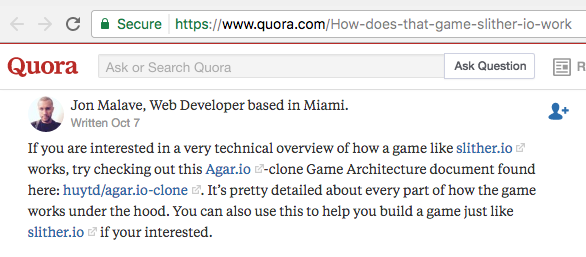 Secure https://www.quora.com/How-does-that-game-slither-io-work
Quora Ask or Search Quora Ask Question R
Jon Malave, Web Developer based in Miami.
Written Oct 7
If you are interested in a very technical overview of how a game like slither.io
works, try checking out this Agar.io -clone Game Architecture document found
here: huytd/agar.io-clone . It's pretty detailed about every part of how the game
works under the hood. You can also use this to help you build a game just like
slither.io if your interested.